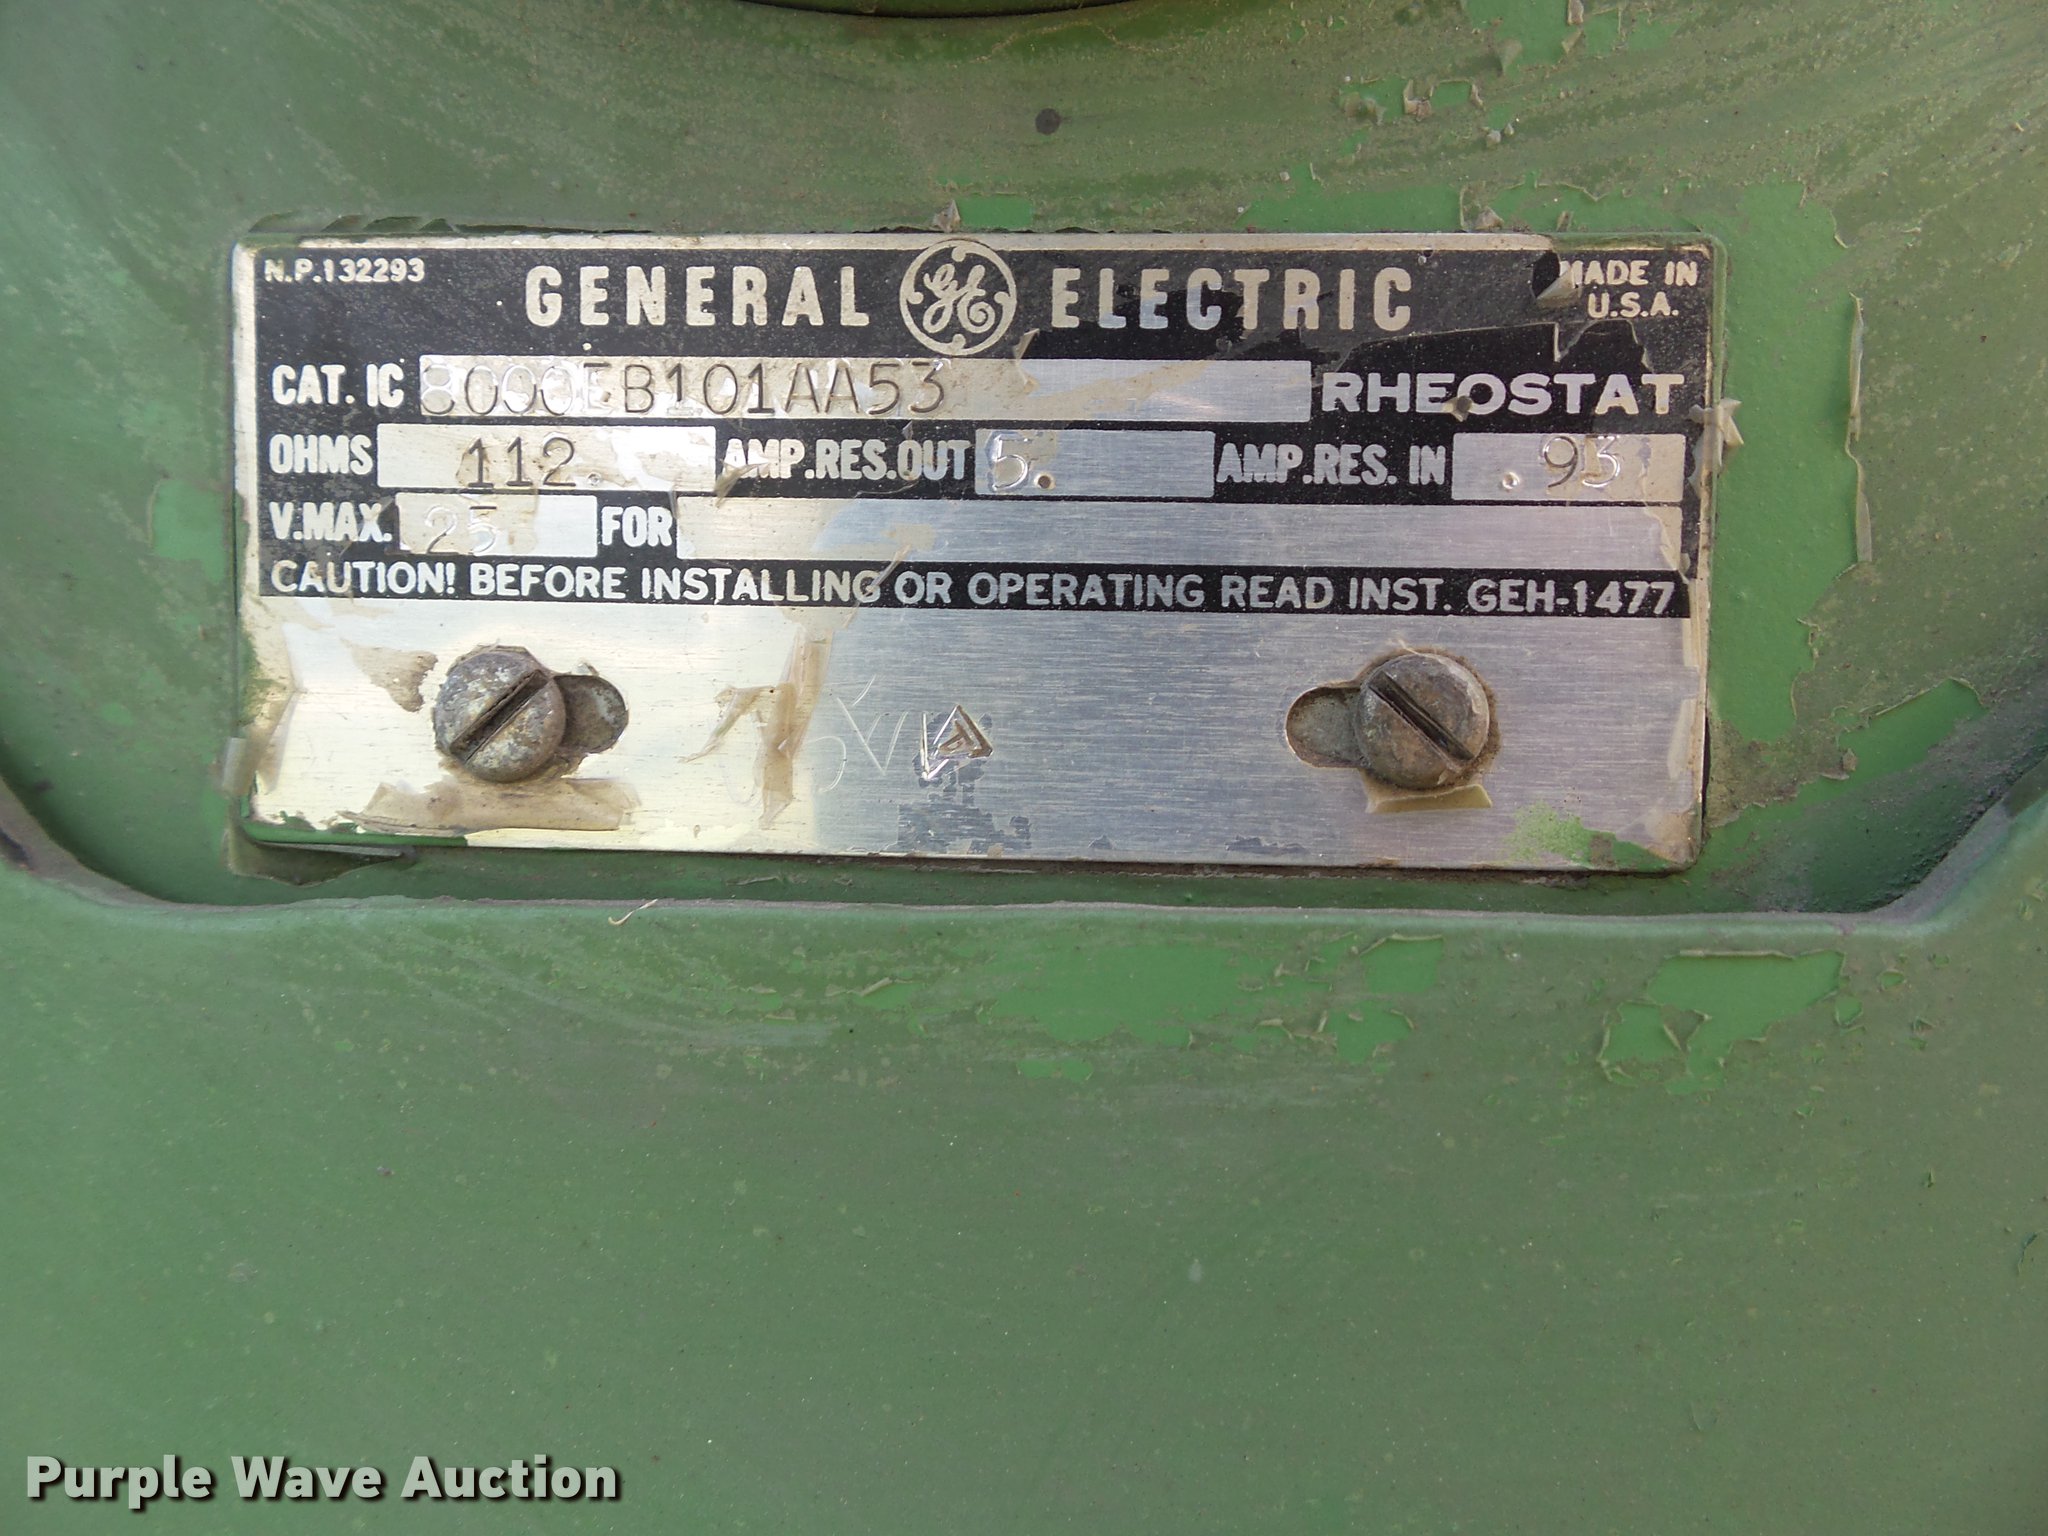 N.P.132293
GENERAL GE ELECTRIC
MADE IN
U.S.A.
CAT. IC 8000EB101AA53 RHEOSTAT
OHMS 112. AMP.RES.OUT 5. AMP.RES. IN .93
V.MAX. 25 FOR
CAUTION! BEFORE INSTALLING OR OPERATING READ INST. GEH-1477
Purple Wave Auction